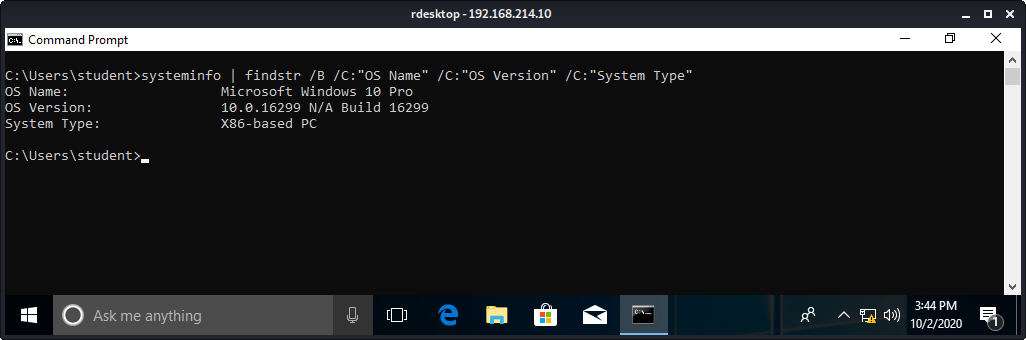 rdesktop - 192.168.214.10
Command Prompt
C:\Users\student>systeminfo | findstr /B /C:"OS Name" /C:"OS Version" /C:"System Type"
OS Name:                   Microsoft Windows 10 Pro
OS Version:                10.0.16299 N/A Build 16299
System Type:               X86-based PC
C:\Users\student>
Ask me anything
3:44 PM
10/2/2020
1